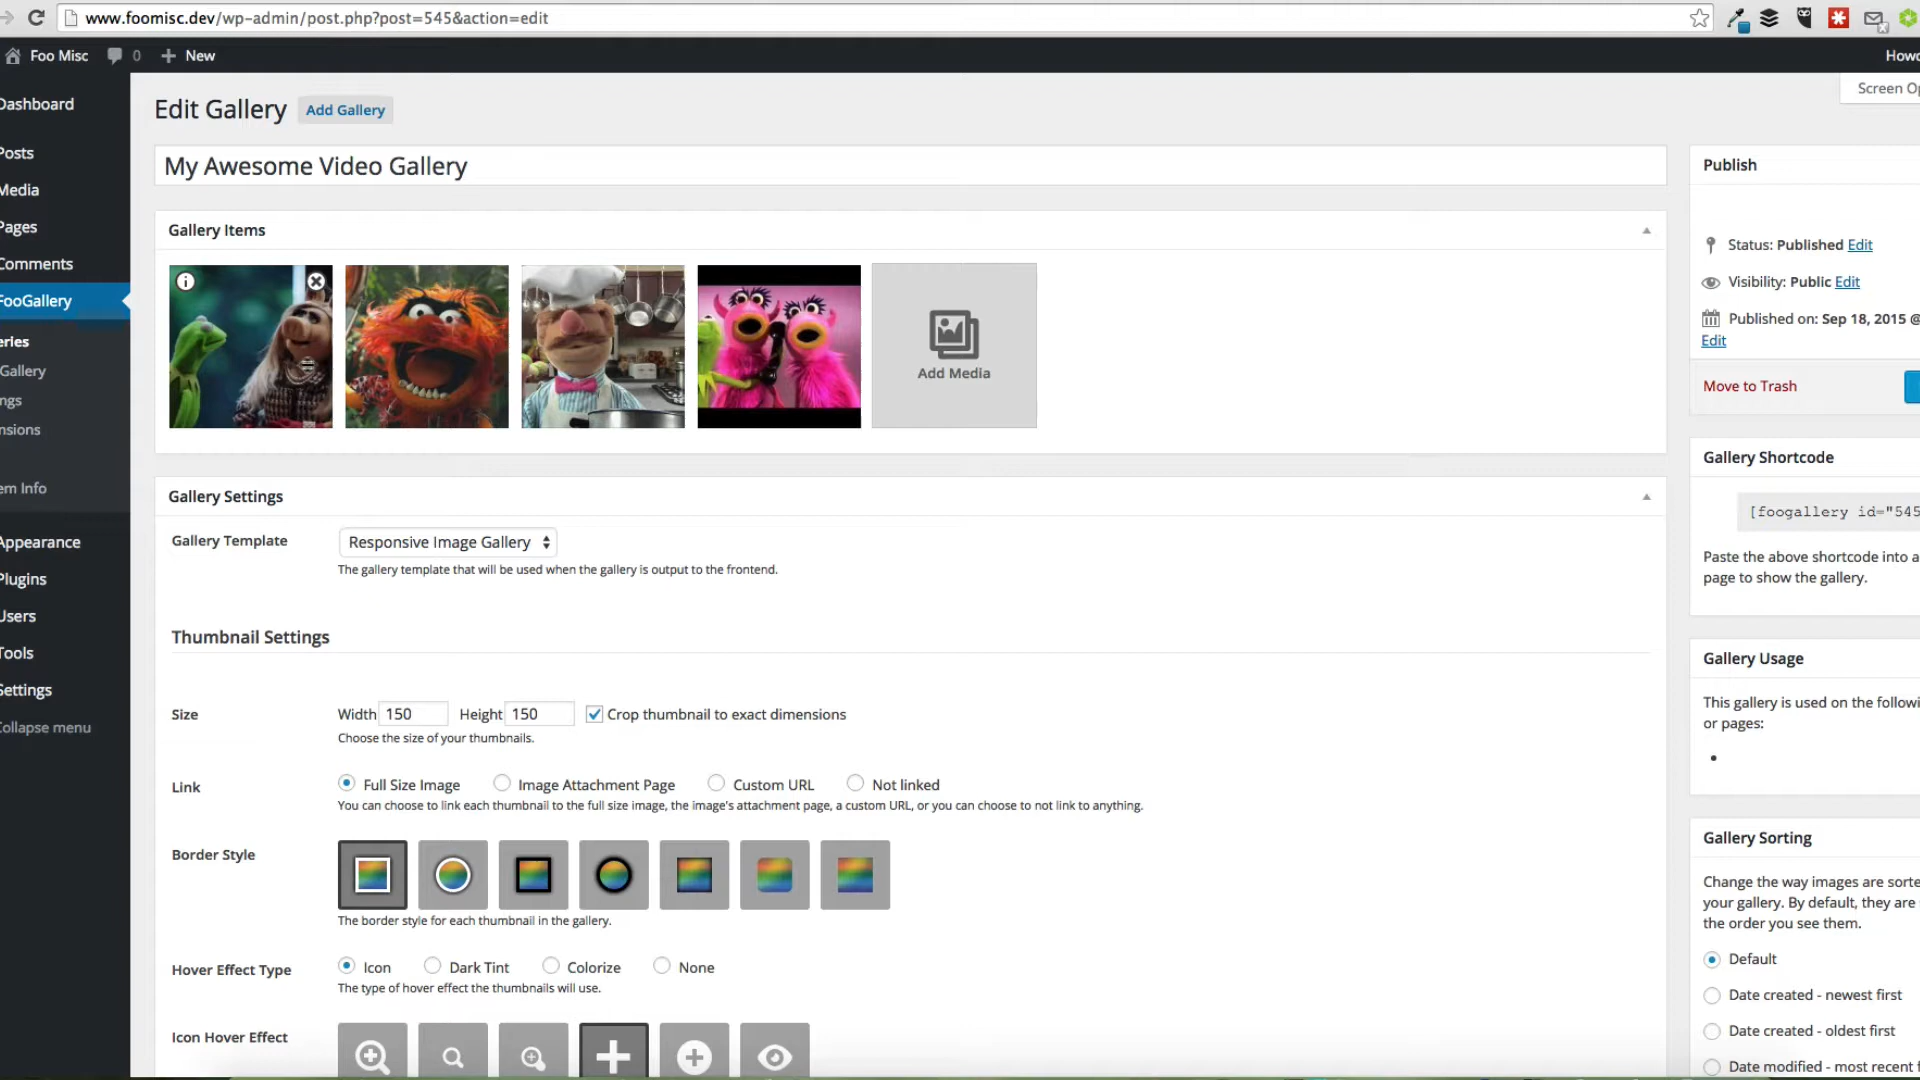 www.foomisc.dev/wp-admin/post.php?post=545&action=edit
Foo Misc 0 New Howd
Screen Op
Dashboard
Posts
Media
Pages
Comments
FooGallery
eries
Gallery
ngs
nsions
em Info
Appearance
Plugins
Users
Tools
Settings
Collapse menu
Edit Gallery Add Gallery
My Awesome Video Gallery
Gallery Items
Add Media
Gallery Settings
Gallery Template Responsive Image Gallery
The gallery template that will be used when the gallery is output to the frontend.
Thumbnail Settings
Size Width 150 Height 150 Crop thumbnail to exact dimensions
Choose the size of your thumbnails.
Link Full Size Image Image Attachment Page Custom URL Not linked
You can choose to link each thumbnail to the full size image, the image's attachment page, a custom URL, or you can choose to not link to anything.
Border Style
The border style for each thumbnail in the gallery.
Hover Effect Type Icon Dark Tint Colorize None
The type of hover effect the thumbnails will use.
Icon Hover Effect
Publish
Status: Published Edit
Visibility: Public Edit
Published on: Sep 18, 2015 @
Edit
Move to Trash
Gallery Shortcode
[foogallery id="545
Paste the above shortcode into a
page to show the gallery.
Gallery Usage
This gallery is used on the followi
or pages:
Gallery Sorting
Change the way images are sorte
your gallery. By default, they are
the order you see them.
Default
Date created - newest first
Date created - oldest first
Date modified - most recent f